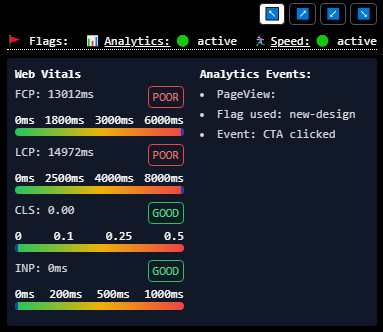 Flags: Analytics: active Speed: active
Web Vitals
FCP: 13012ms POOR
0ms 1800ms 3000ms 6000ms
LCP: 14972ms POOR
0ms 2500ms 4000ms 8000ms
CLS: 0.00 GOOD
0 0.1 0.25 0.5
INP: 0ms GOOD
0ms 200ms 500ms 1000ms
Analytics Events:
• PageView:
• Flag used: new-design
• Event: CTA clicked